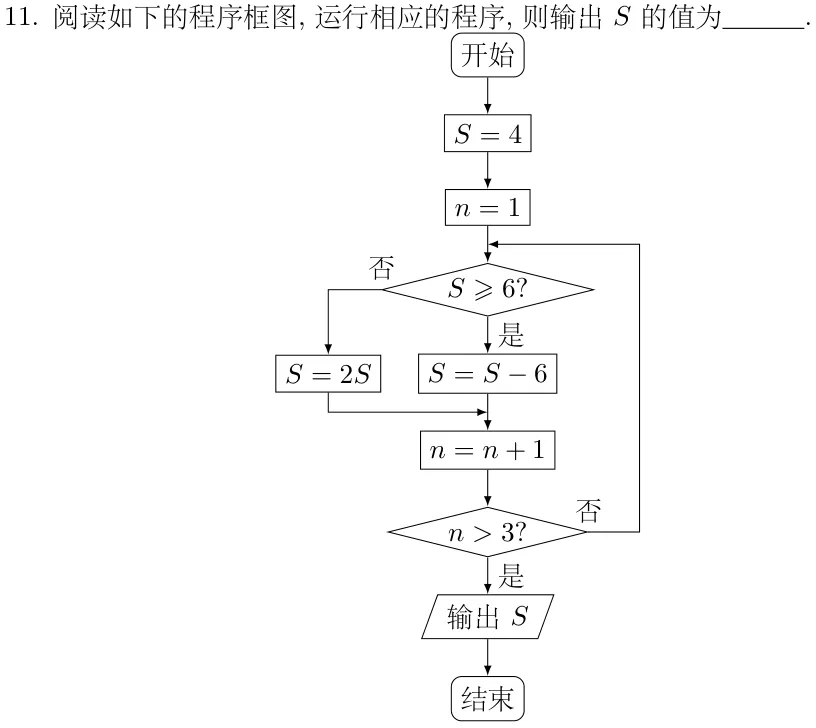 11. 阅读如下的程序框图, 运行相应的程序, 则输出 S 的值为______.
开始
S = 4
n = 1
否
S ⩾ 6?
是
S = 2S
S = S − 6
n = n + 1
否
n > 3?
是
输出 S
结束